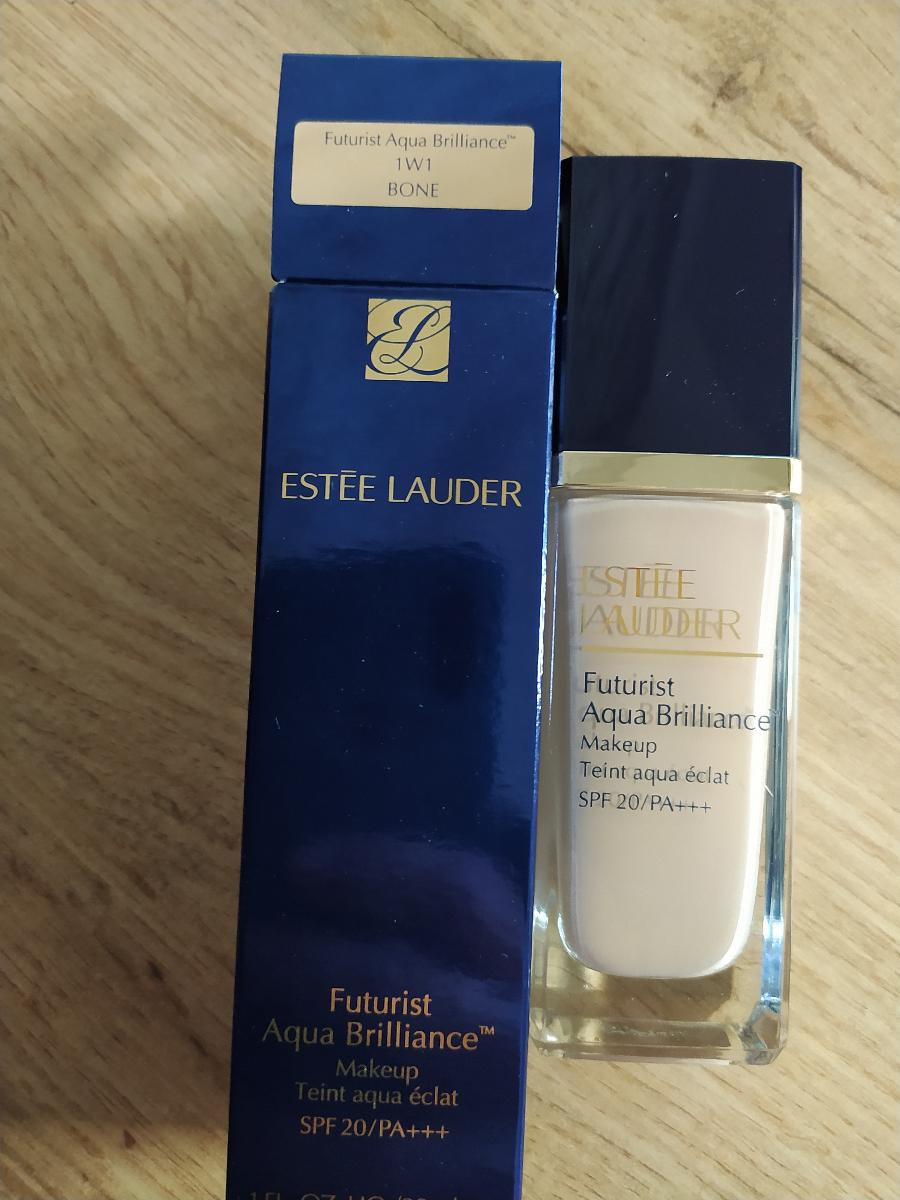 Futurist Aqua Brilliance™
1W1
BONE
ESTĒE LAUDER
Futurist
Aqua Brilliance™
Makeup
Teint aqua éclat
SPF 20/PA+++
ESTĒE
LAUDER
Futurist
Aqua Brilliance
Makeup
Teint aqua éclat
SPF 20/PA+++